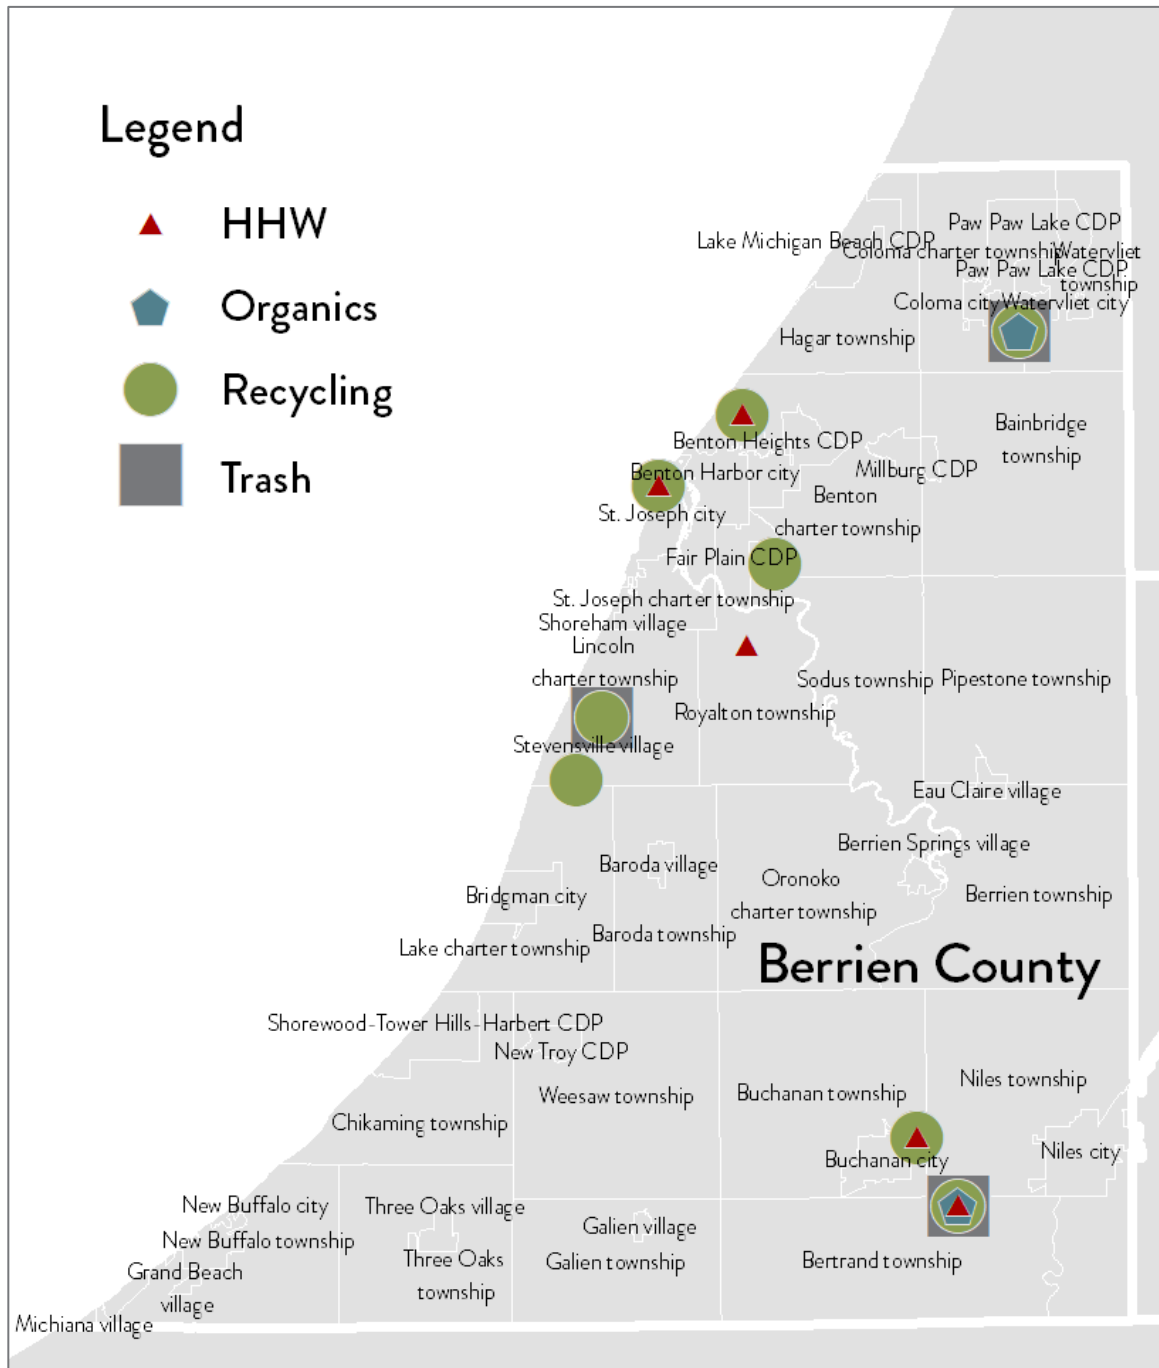 Legend
HHW
Organics
Recycling
Trash
Paw Paw Lake CDP
Lake Michigan Beach CDP
Coloma charter township
Watervliet
township
Paw Paw Lake CDP
Coloma city
Watervliet city
Hagar township
Bainbridge
township
Benton Heights CDP
Millburg CDP
Benton Harbor city
Benton
charter township
St. Joseph city
Fair Plain CDP
St. Joseph charter township
Shoreham village
Lincoln
charter township
Sodus township
Pipestone township
Royalton township
Stevensville village
Eau Claire village
Berrien Springs village
Baroda village
Oronoko
charter township
Bridgman city
Berrien township
Baroda township
Lake charter township
Berrien County
Shorewood-Tower Hills-Harbert CDP
New Troy CDP
Weesaw township
Buchanan township
Niles township
Chikaming township
Buchanan city
Niles city
New Buffalo city
Three Oaks village
Galien village
New Buffalo township
Three Oaks
township
Galien township
Bertrand township
Grand Beach
village
Michiana village